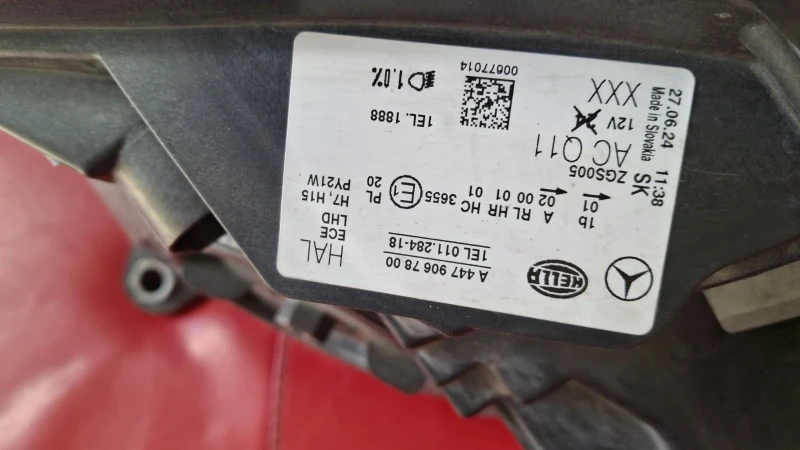 HELLA
A 447 906 78 00
1EL 011.284-18
HAL
ECE
LHD
H7, H15
PY21W
1b
01
A RL HR HC 3655
02 00 01 01
E1
PL
20
ZGS005
AC Q11
12V 24
XXX
1EL. 1888
1.0%
00677014
27.06.24 11:38
Made in Slovakia SK